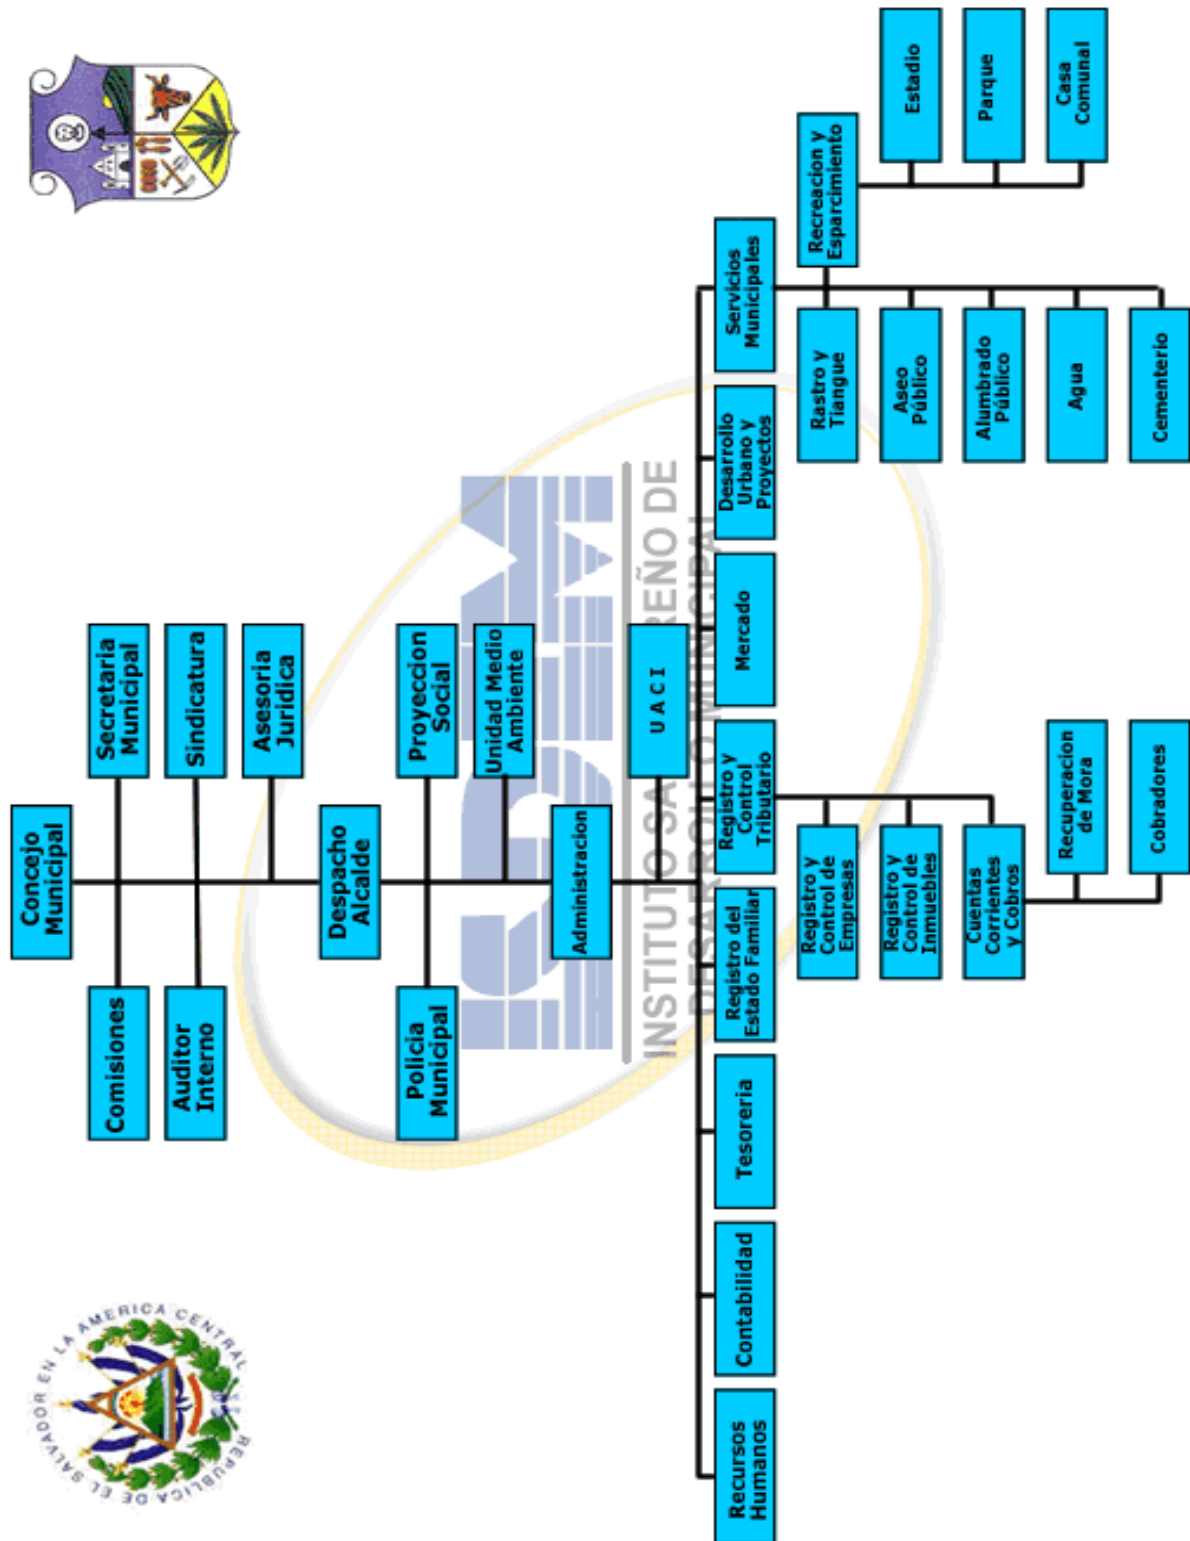 REPUBLICA DE EL SALVADOR EN LA AMERICA CENTRAL
Concejo
Municipal
Comisiones
Secretaria
Municipal
Auditor
Interno
Sindicatura
Asesoria
Juridica
Despacho
Alcalde
Policia
Municipal
Proyeccion
Social
Unidad Medio
Ambiente
Administracion
U A C I
INSTITUTO SA REÑO DE
DESARROLLO MUNICIPAL
Recursos
Humanos
Contabilidad
Tesoreria
Registro del
Estado Familiar
Registro y
Control
Tributario
Mercado
Desarrollo
Urbano y
Proyectos
Servicios
Municipales
Registro y
Control de
Empresas
Registro y
Control de
Inmuebles
Cuentas
Corrientes
y Cobros
Recuperacion
de Mora
Cobradores
Rastro y
Tiangue
Recreacion y
Esparcimiento
Aseo
Público
Alumbrado
Público
Agua
Cementerio
Estadio
Parque
Casa
Comunal